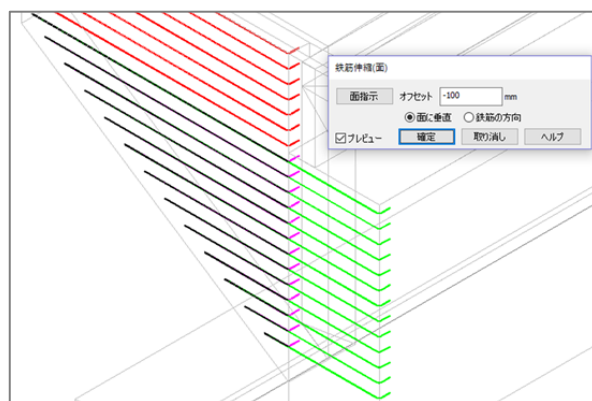 鉄筋伸縮(面)
面指示 オフセット -100 mm
面に垂直 鉄筋の方向
プレビュー 確定 取り消し ヘルプ